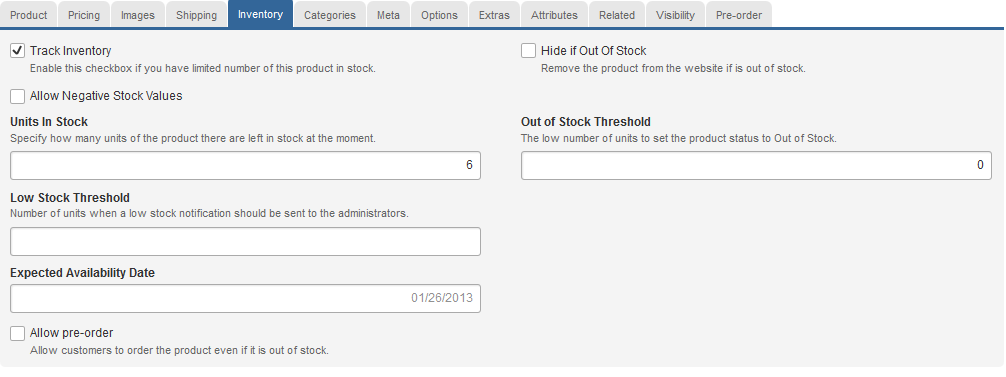 Product Pricing Images Shipping Inventory Categories Meta Options Extras Attributes Related Visibility Pre-order
Track Inventory
Enable this checkbox if you have limited number of this product in stock.
Hide if Out Of Stock
Remove the product from the website if is out of stock.
Allow Negative Stock Values
Units In Stock
Specify how many units of the product there are left in stock at the moment.
6
Out of Stock Threshold
The low number of units to set the product status to Out of Stock.
0
Low Stock Threshold
Number of units when a low stock notification should be sent to the administrators.
Expected Availability Date
01/26/2013
Allow pre-order
Allow customers to order the product even if it is out of stock.